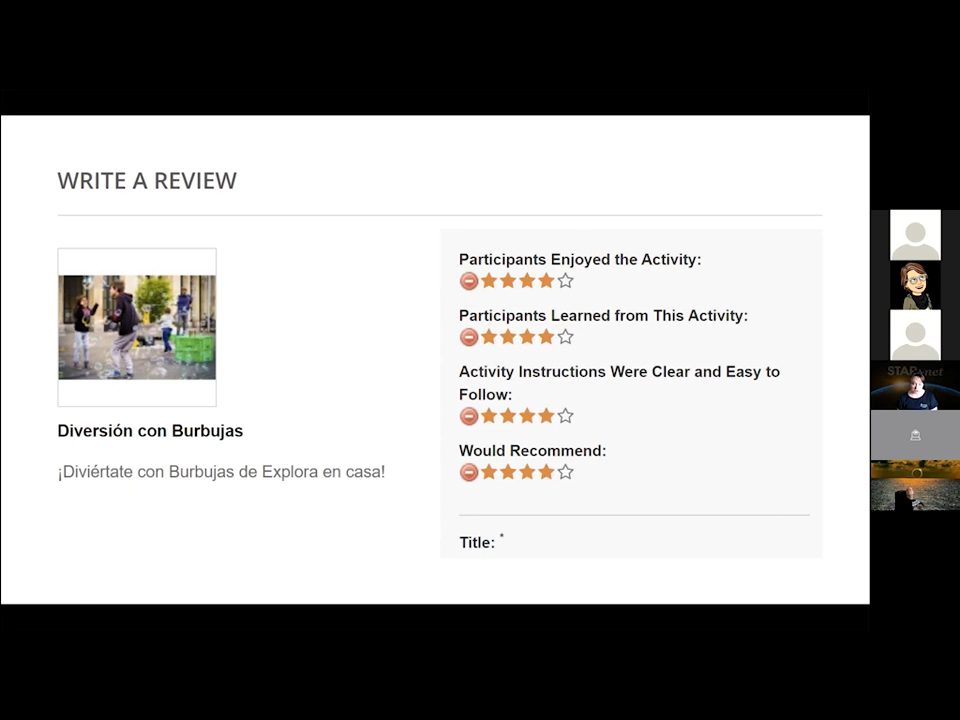 WRITE A REVIEW
Diversión con Burbujas
¡Diviértate con Burbujas de Explora en casa!
Participants Enjoyed the Activity:
Participants Learned from This Activity:
Activity Instructions Were Clear and Easy to
Follow:
Would Recommend:
Title: *